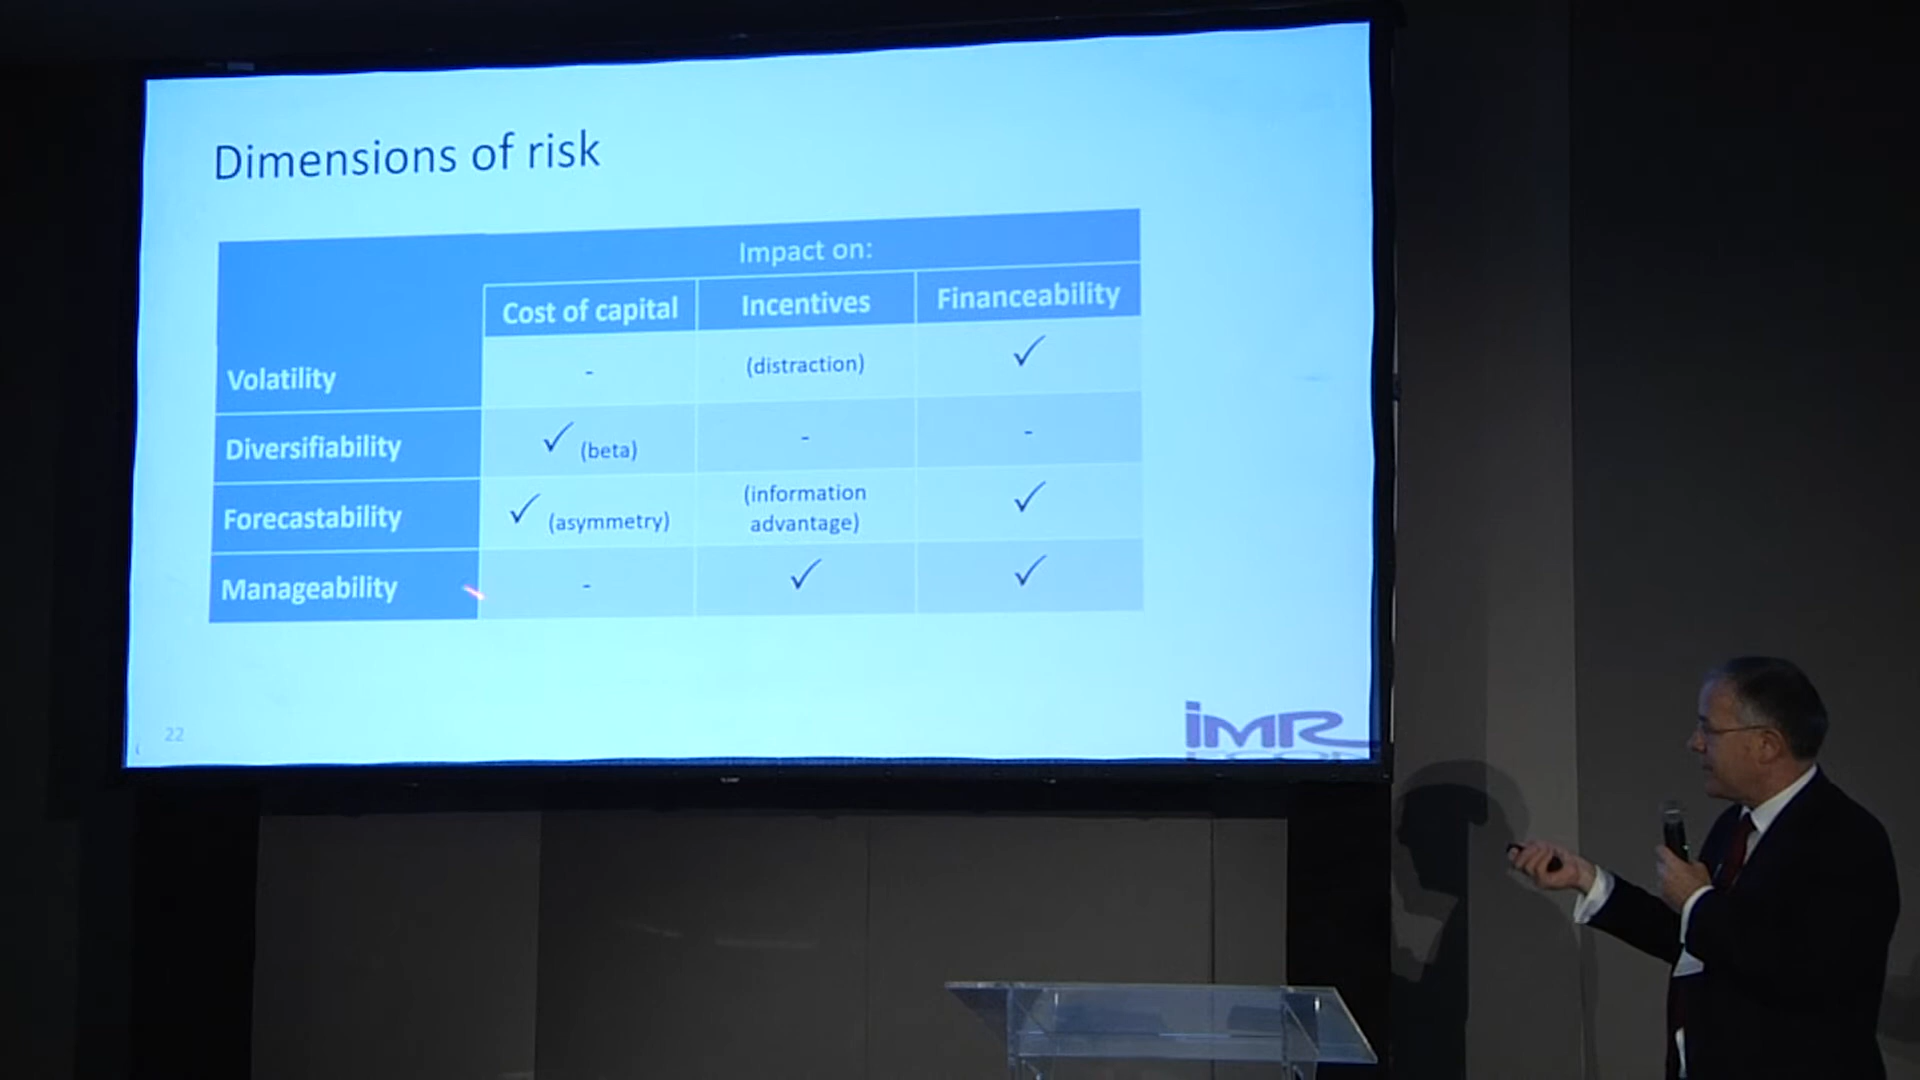 Dimensions of risk
Impact on:
Cost of capital Incentives Financeability
Volatility - (distraction) ✓
Diversifiability ✓ (beta) - -
Forecastability ✓ (asymmetry) (information advantage) ✓
Manageability - ✓ ✓
22
iMR